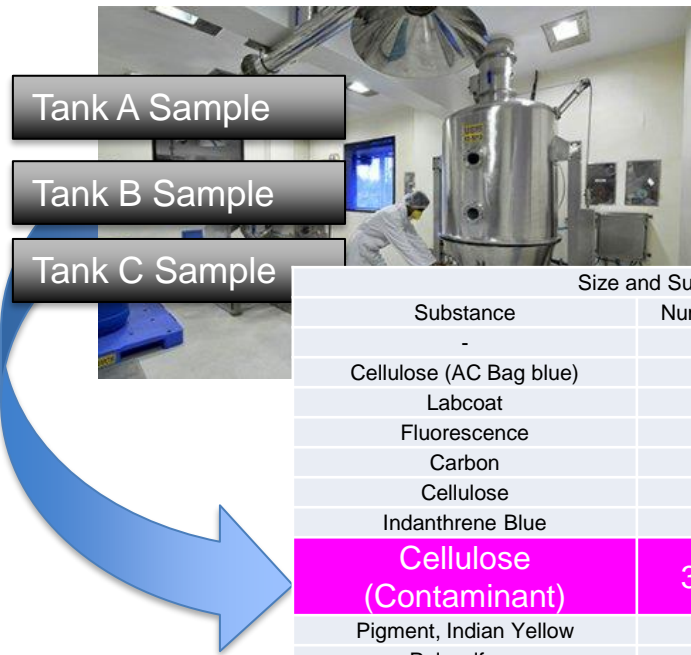 Tank A Sample
Tank B Sample
Tank C Sample
Size and Su
Substance Nur
-
Cellulose (AC Bag blue)
Labcoat
Fluorescence
Carbon
Cellulose
Indanthrene Blue
Cellulose
(Contaminant) 3
Pigment, Indian Yellow